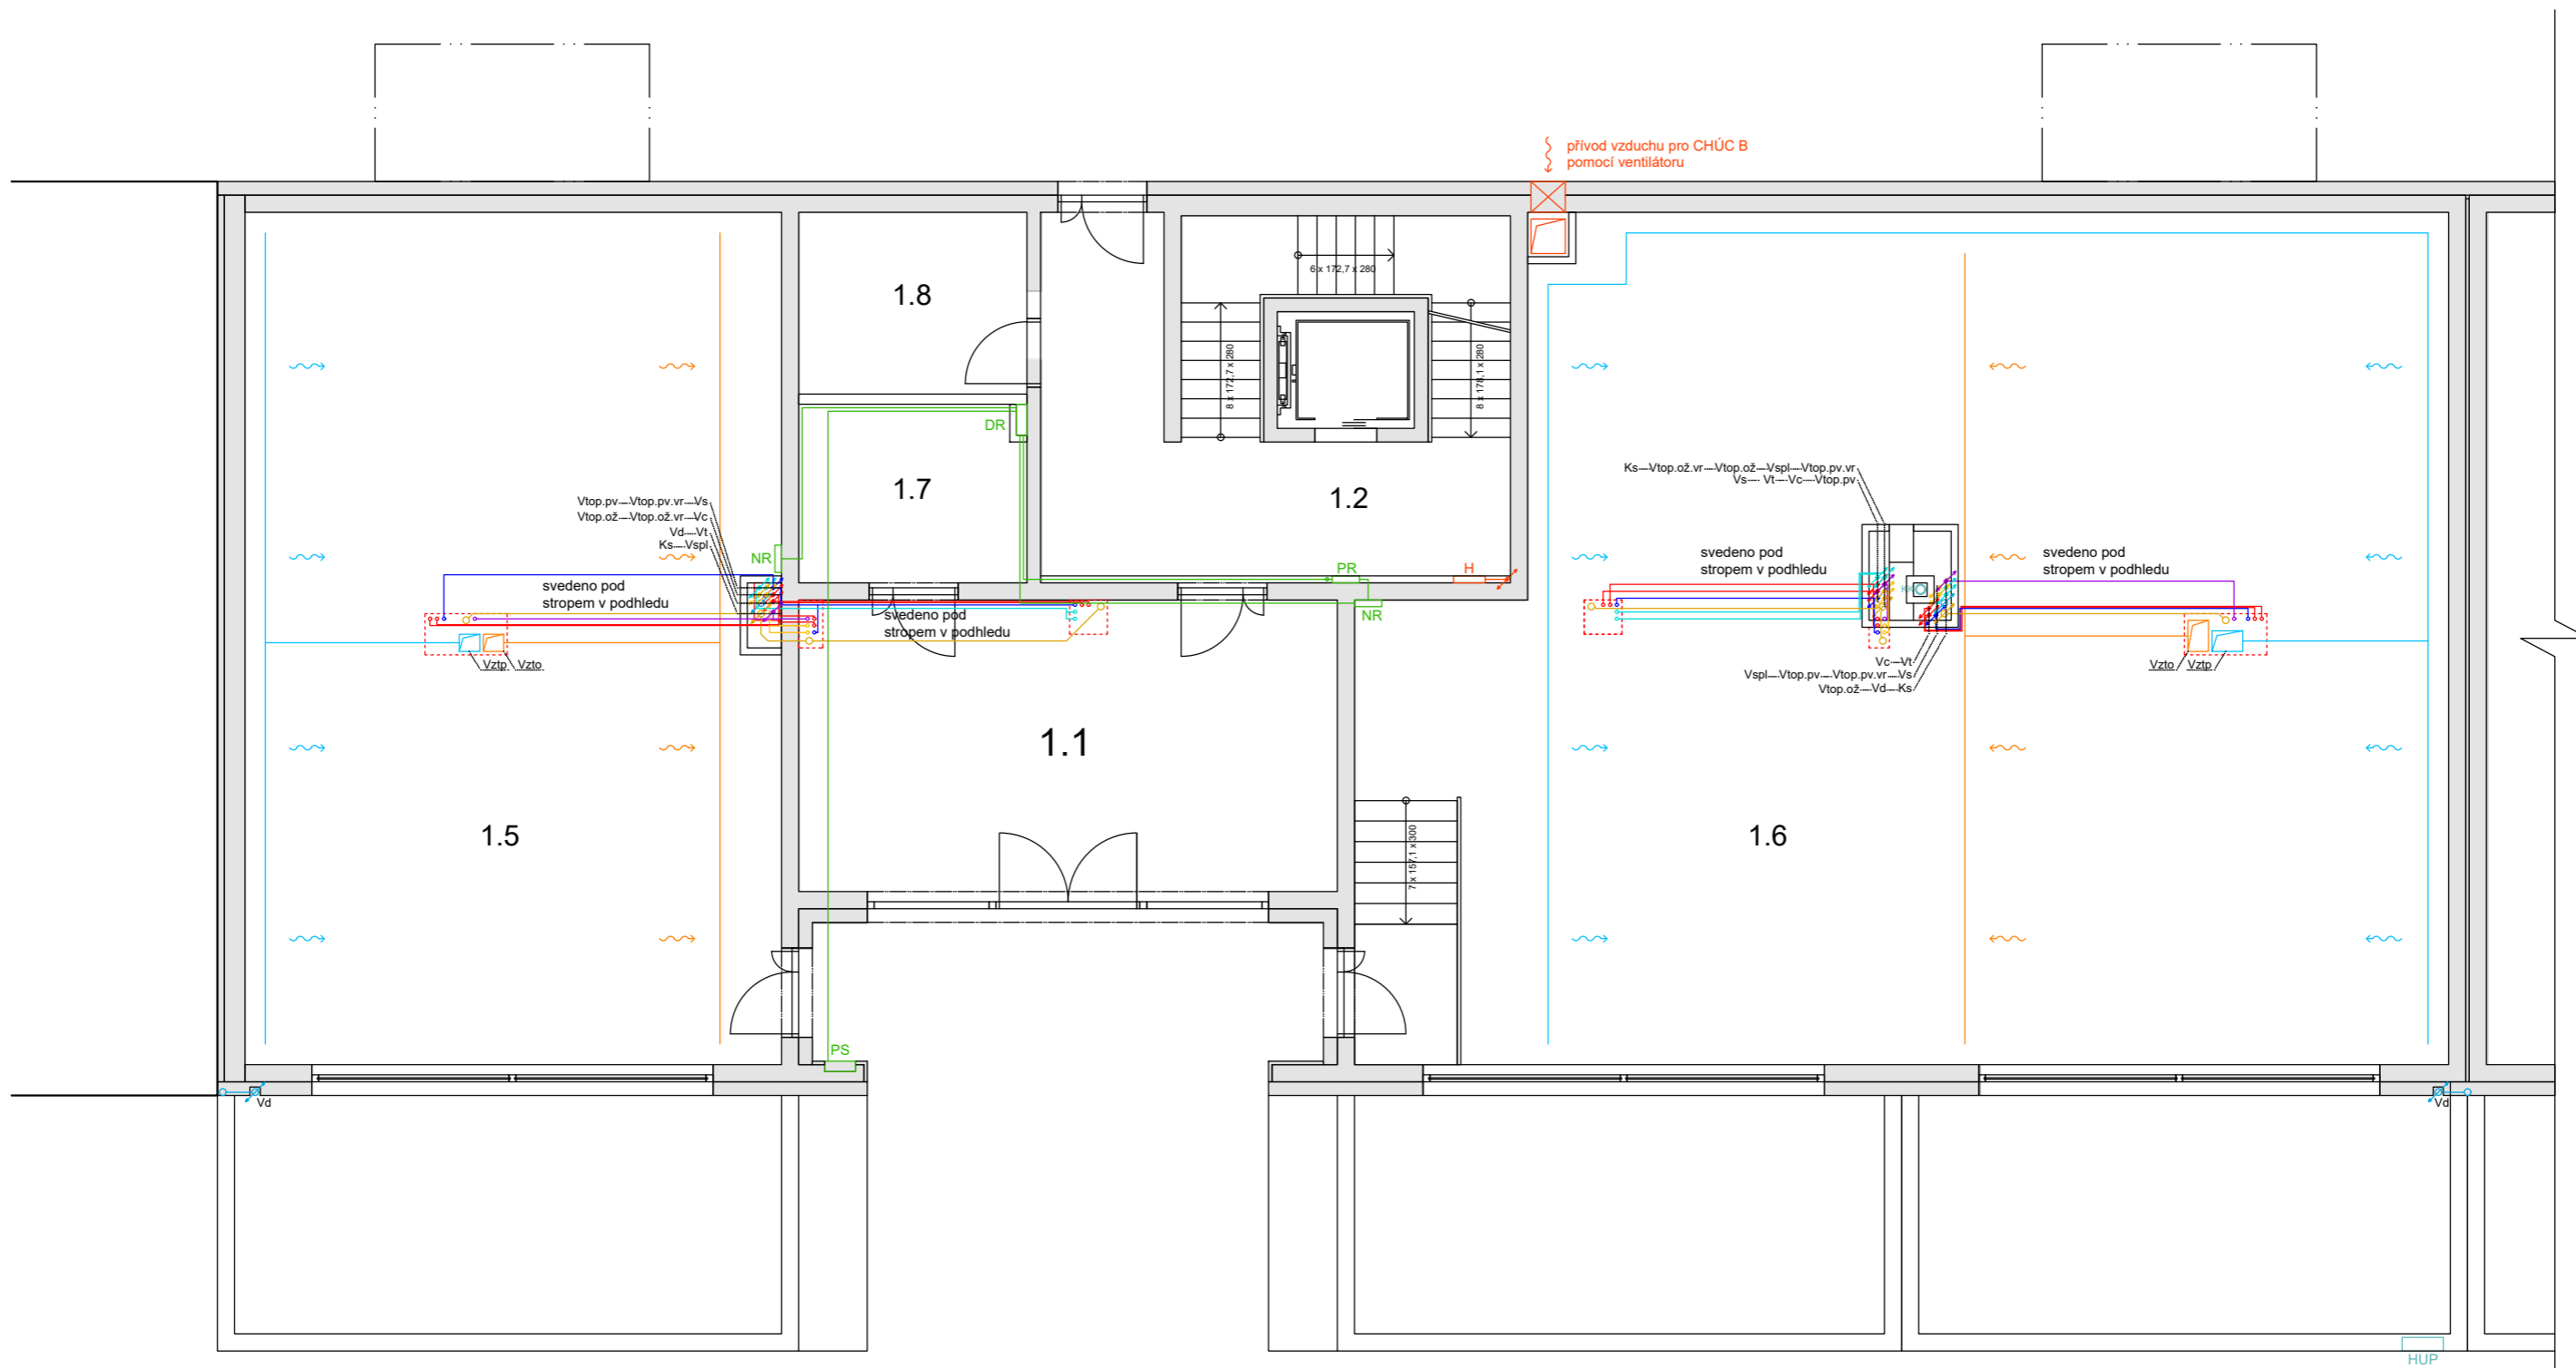 přívod vzduchu pro CHÚC B
pomocí ventilátoru
6 x 172,7 x 280
1.8
8 x 172,7 x 280
8 x 178,1 x 280
DR
1.7
1.2
Ks---Vtop.ož.vr---Vtop.ož---Vspl---Vtop.pv.vr
Vs--- Vt---Vc---Vtop.pv
Vtop.pv---Vtop.pv.vr---Vs
Vtop.ož---Vtop.ož.vr---Vc
Vd---Vt
Ks---Vspl
NR
svedeno pod
stropem v podhledu
svedeno pod
stropem v podhledu
PR
H
NR
svedeno pod
stropem v podhledu
svedeno pod
stropem v podhledu
Vztp
Vzto
Vc---Vt
Vspl---Vtop.pv---Vtop.pv.vr---Vs
Vtop.ož---Vd---Ks
Vzto
Vztp
1.1
1.5
7 x 157,1 x 300
1.6
PS
Vd
Vd
HUP